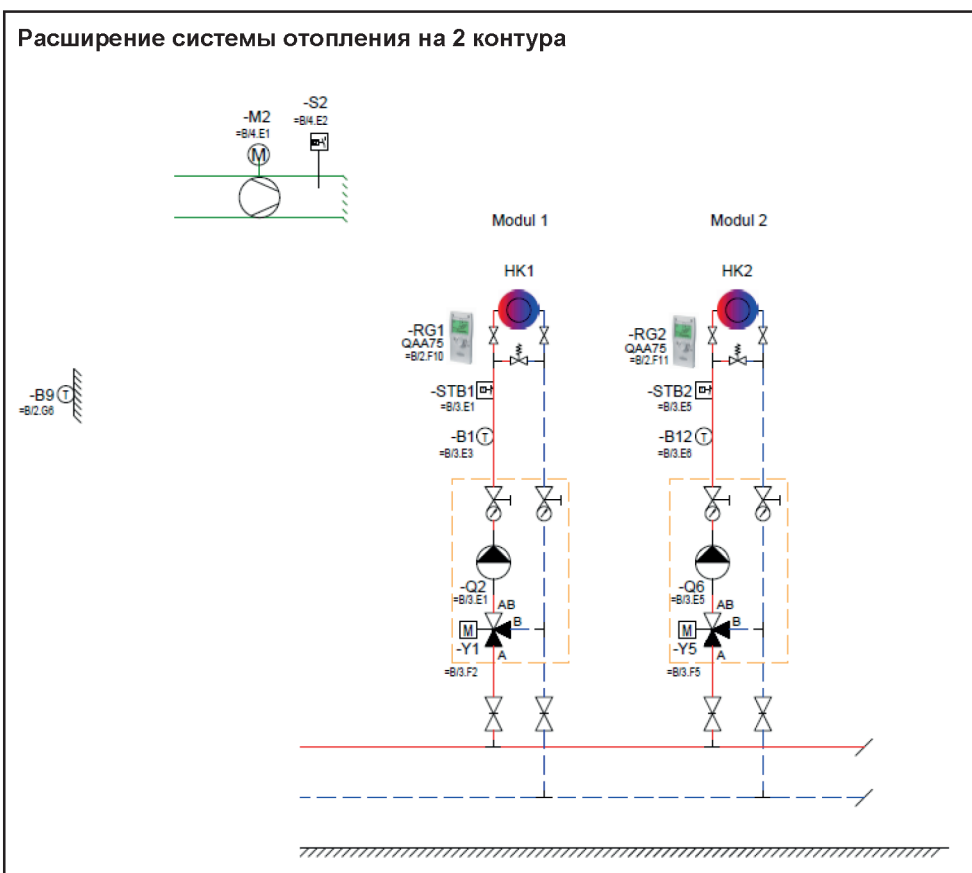 Расширение системы отопления на 2 контура
-S2
=B/4.E2
-M2
=B/4.E1
M
Modul 1
Modul 2
HK1
HK2
-RG1
QAA75
=B/2.F10
-RG2
QAA75
=B/2.F11
-B9
T
=B/2.G6
-STB1
=B/3.E1
-STB2
=B/3.E5
-B1
T
=B/3.E3
-B12
T
=B/3.E6
-Q2
=B/3.E1
-Q6
=B/3.E5
AB
B
M
-Y1
A
=B/3.F2
AB
B
M
-Y5
A
=B/3.F5